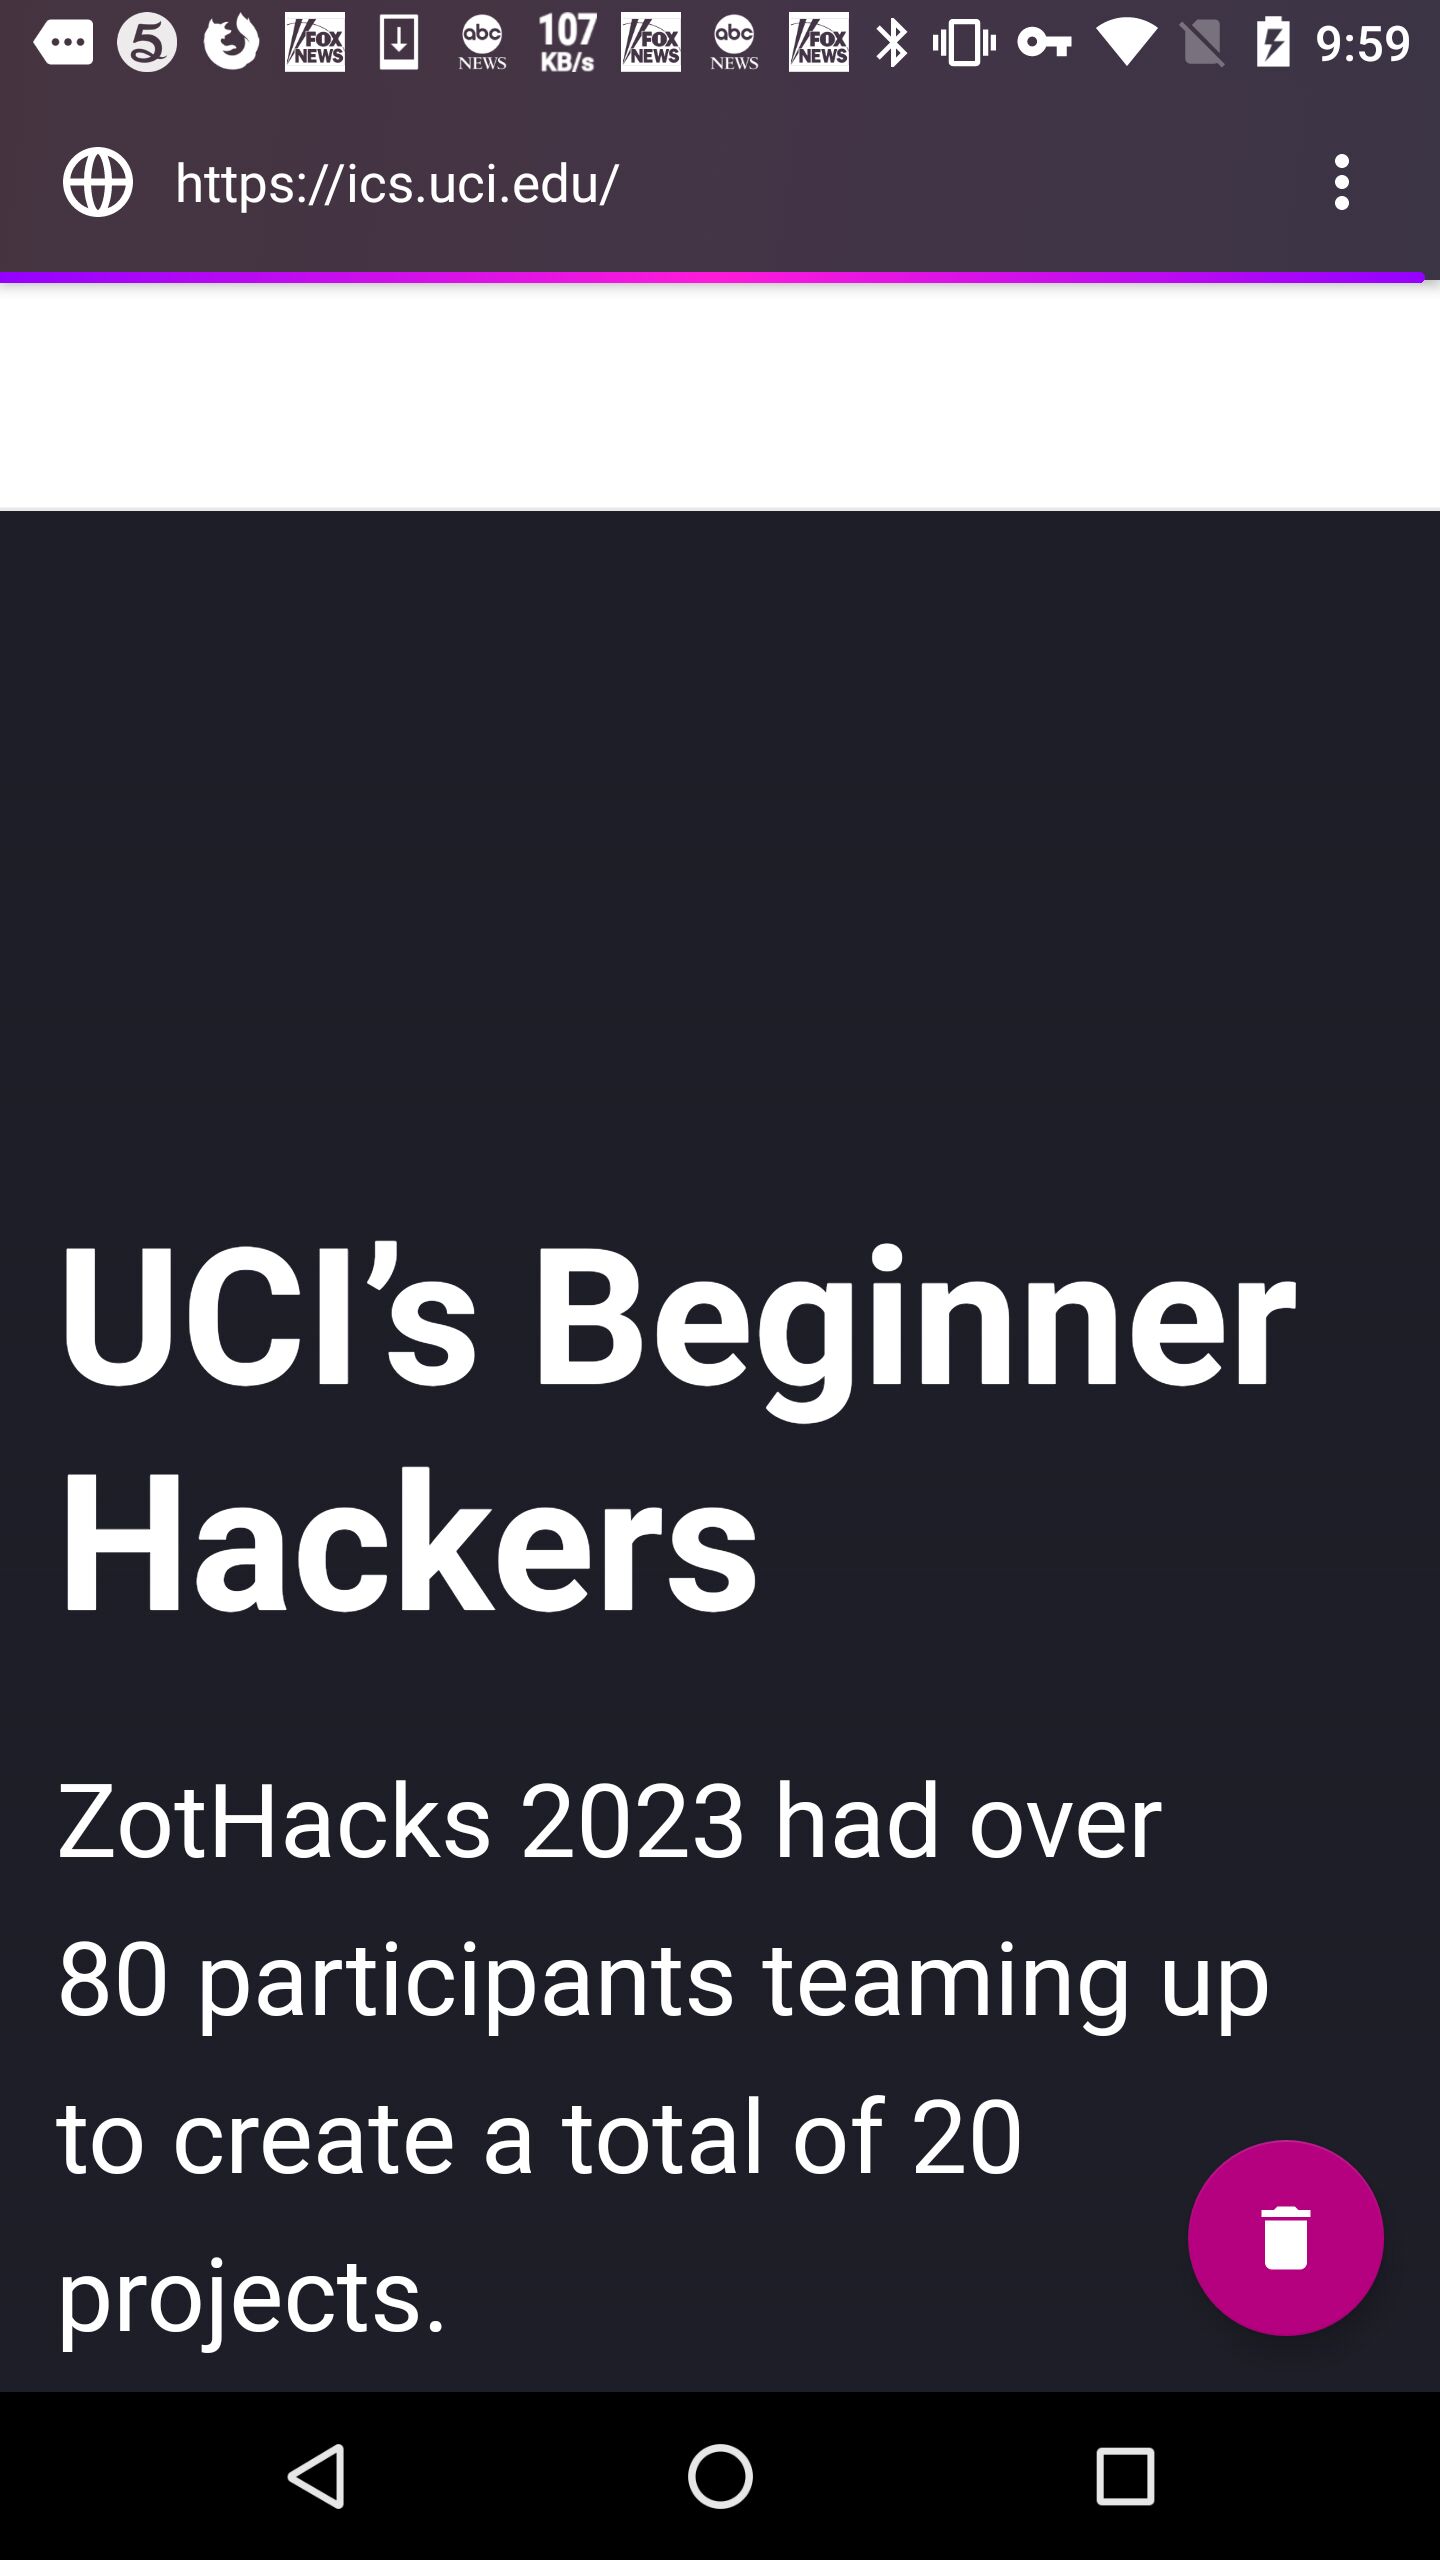 FOX NEWS abc NEWS 107 KB/s FOX NEWS abc NEWS FOX NEWS 9:59
https://ics.uci.edu/
UCI’s Beginner
Hackers
ZotHacks 2023 had over
80 participants teaming up
to create a total of 20
projects.